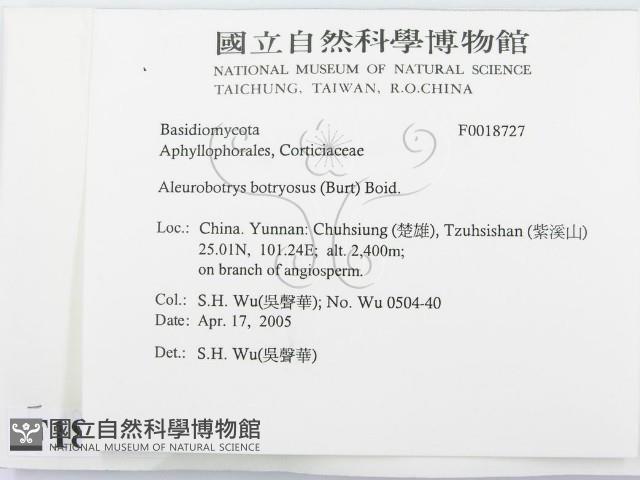 國立自然科學博物館
NATIONAL MUSEUM OF NATURAL SCIENCE
TAICHUNG, TAIWAN, R.O.CHINA
Basidiomycota F0018727
Aphyllophorales, Corticiaceae
Aleurobotrys botryosus (Burt) Boid.
Loc.: China. Yunnan: Chuhsiung (楚雄), Tzuhsishan (紫溪山)
25.01N, 101.24E; alt. 2,400m;
on branch of angiosperm.
Col.: S.H. Wu(吳聲華); No. Wu 0504-40
Date: Apr. 17, 2005
Det.: S.H. Wu(吳聲華)
國立自然科學博物館
NATIONAL MUSEUM OF NATURAL SCIENCE